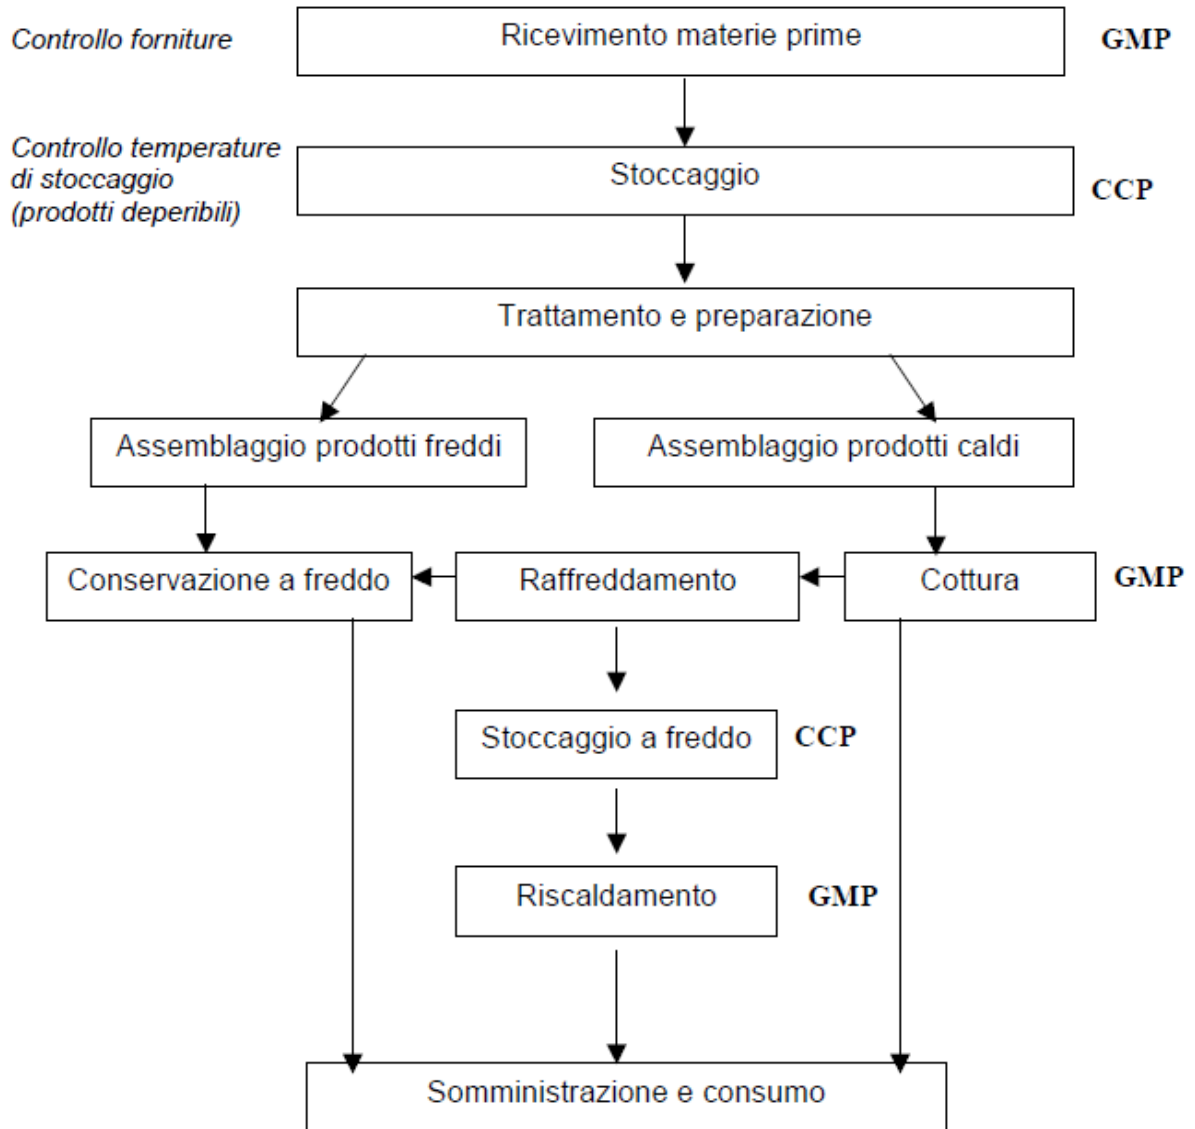 Controllo forniture
Ricevimento materie prime
GMP
Controllo temperature
di stoccaggio
(prodotti deperibili)
Stoccaggio
CCP
Trattamento e preparazione
Assemblaggio prodotti freddi
Assemblaggio prodotti caldi
Conservazione a freddo
Raffreddamento
Cottura
GMP
Stoccaggio a freddo
CCP
Riscaldamento
GMP
Somministrazione e consumo